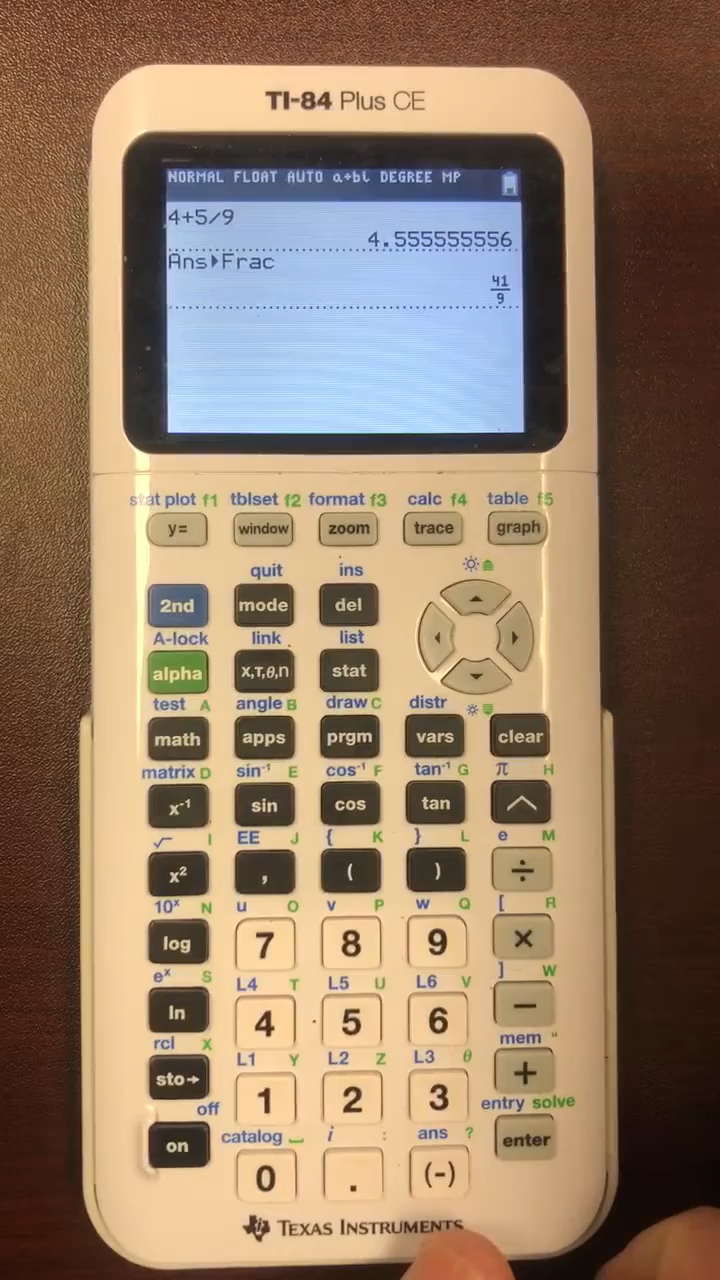 TI-84 Plus CE
NORMAL FLOAT AUTO a+bi DEGREE MP
4+5/9
4.555555556
Ans▶Frac
41
9
stat plot f1 tblset f2 format f3 calc f4 table f5
y= window zoom trace graph
quit ins
2nd mode del
A-lock link list
alpha X,T,θ,n stat
test A angle B draw C distr
math apps prgm vars clear
matrix D sin⁻¹ E cos⁻¹ F tan⁻¹ G π H
x⁻¹ sin cos tan ^
√ I EE J { K } L e M
x² , ( ) ÷
10ˣ N u O v P w Q [ R
log 7 8 9 ×
eˣ S L4 T L5 U L6 V ] W
ln 4 5 6 −
rcl X L1 Y L2 Z L3 θ mem "
sto→ 1 2 3 +
off catalog ⎵ i : ans ? entry solve
on 0 . (-) enter
TEXAS INSTRUMENTS